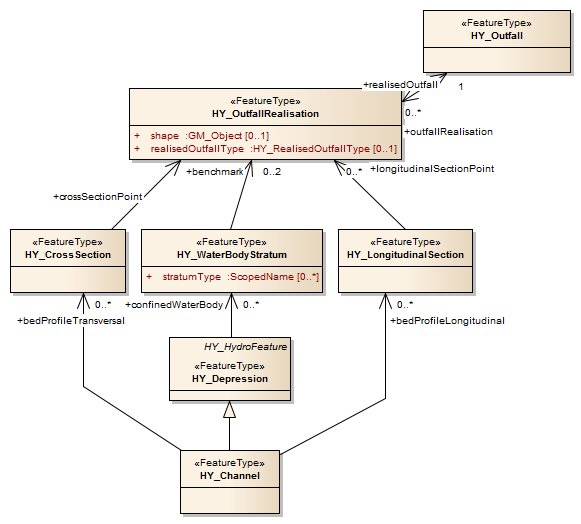 «FeatureType»
HY_Outfall
+realisedOutfall
1
0..*
+outfallRealisation
«FeatureType»
HY_OutfallRealisation
+ shape :GM_Object [0..1]
+ realisedOutfallType :HY_RealisedOutfallType [0..1]
+benchmark
0..2
0..*
+longitudinalSectionPoint
+crossSectionPoint
«FeatureType»
HY_CrossSection
«FeatureType»
HY_WaterBodyStratum
+ stratumType :ScopedName [0..*]
«FeatureType»
HY_LongitudinalSection
0..*
+bedProfileTransversal
+confinedWaterBody
0..*
0..*
+bedProfileLongitudinal
HY_HydroFeature
«FeatureType»
HY_Depression
«FeatureType»
HY_Channel